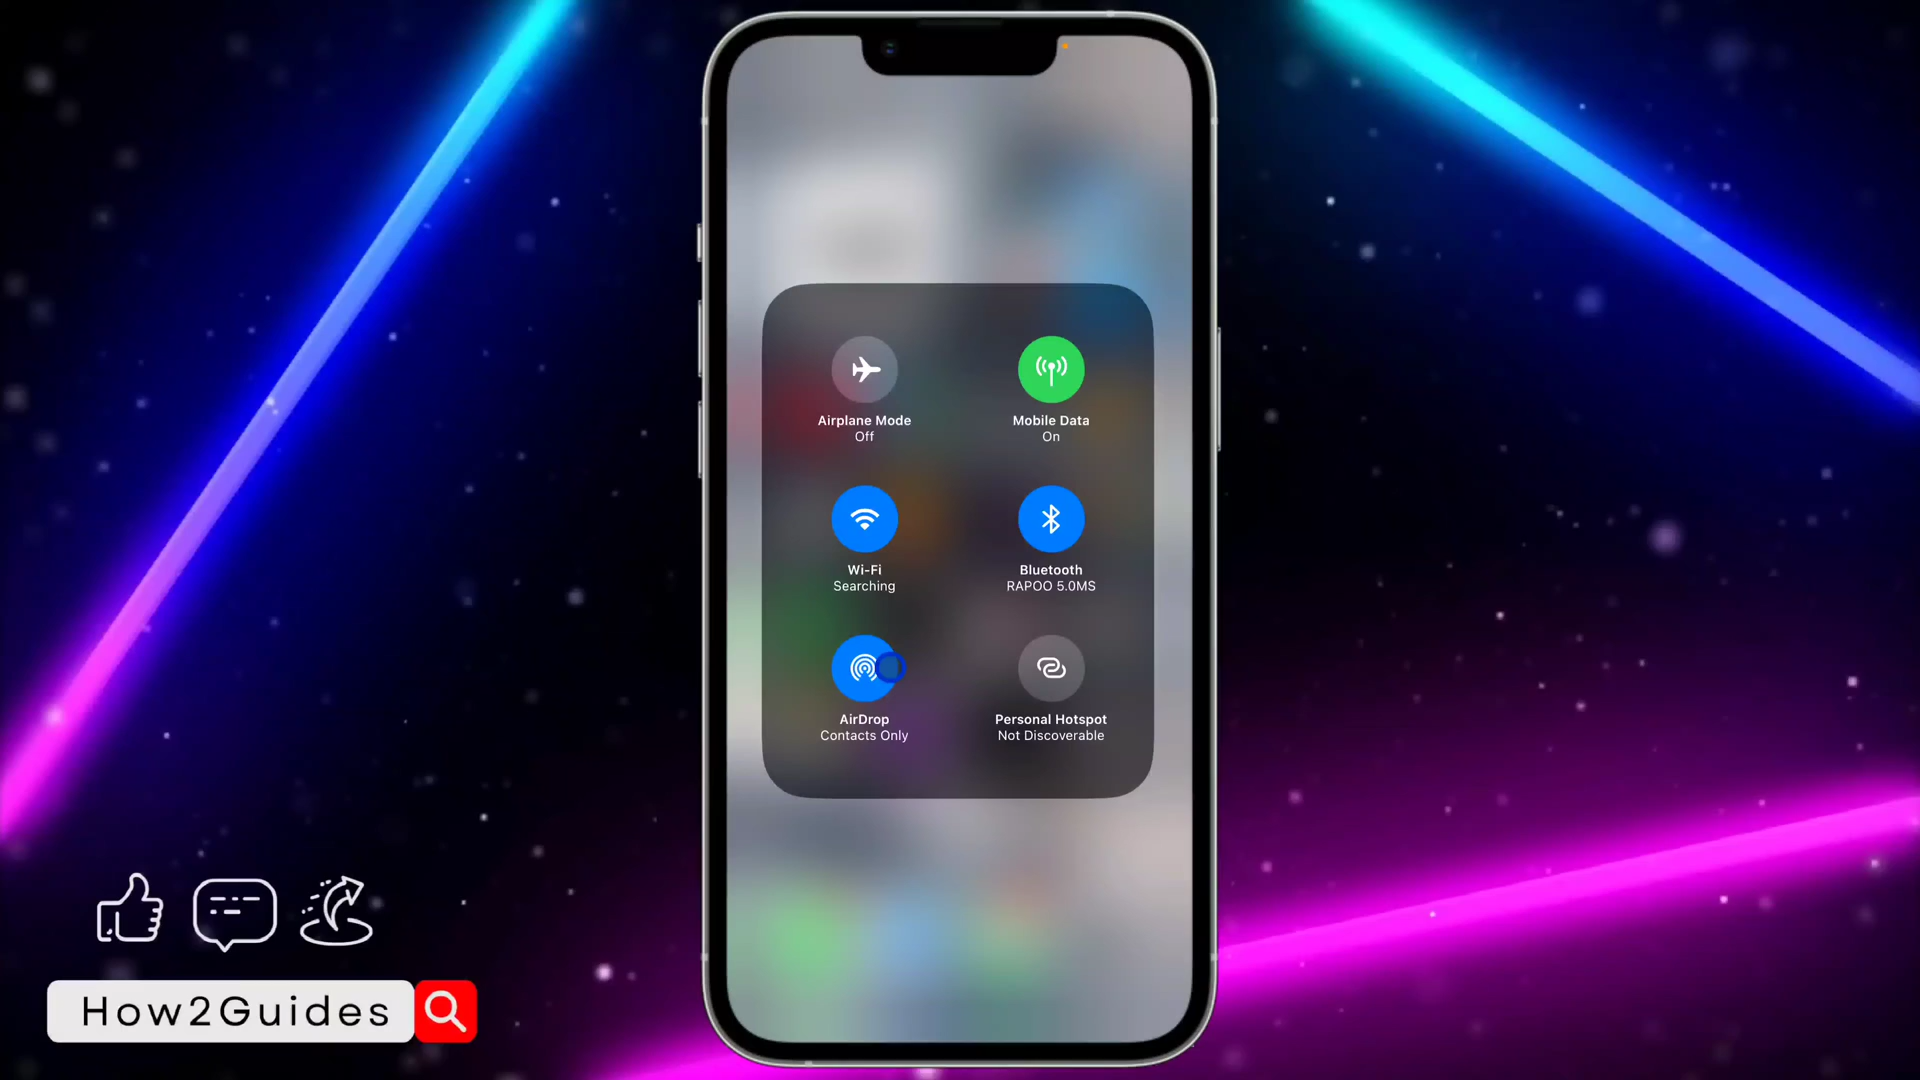 Airplane Mode
Off
Mobile Data
On
Wi-Fi
Searching
Bluetooth
RAPOO 5.0MS
AirDrop
Contacts Only
Personal Hotspot
Not Discoverable
How2Guides